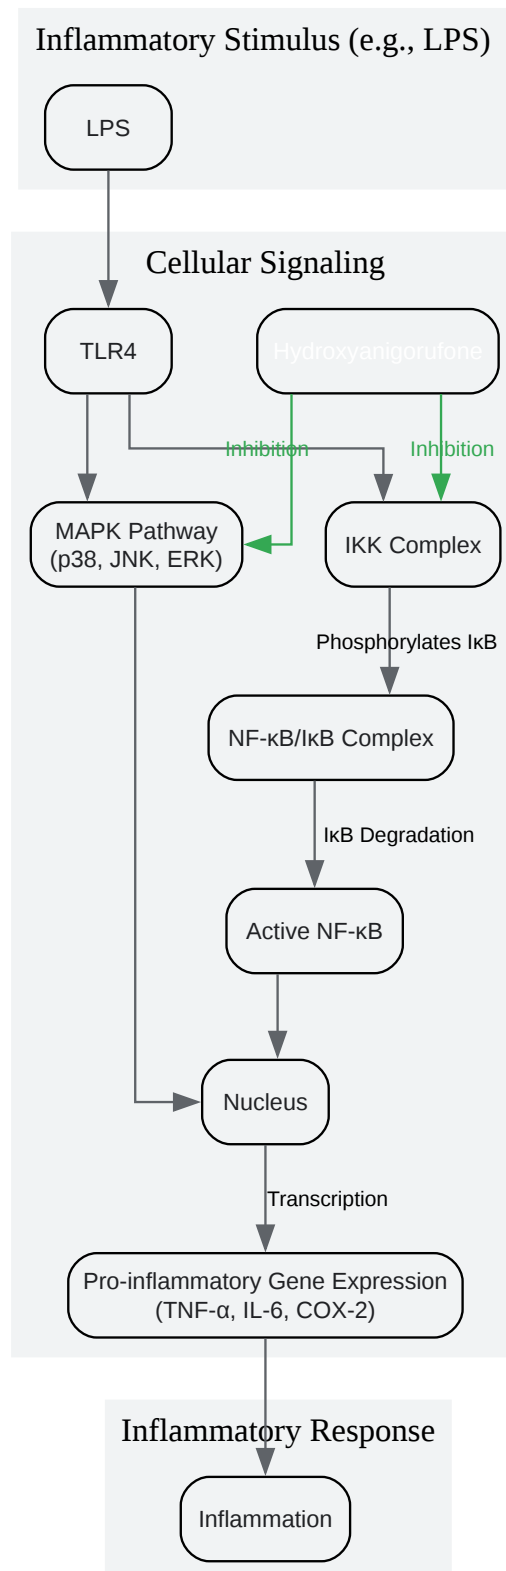 Inflammatory Stimulus (e.g., LPS)
LPS
Cellular Signaling
TLR4
Hydroxyanigorufone
Inhibition
Inhibition
MAPK Pathway
(p38, JNK, ERK)
IKK Complex
Phosphorylates IκB
NF-κB/IκB Complex
IκB Degradation
Active NF-κB
Nucleus
Transcription
Pro-inflammatory Gene Expression
(TNF-α, IL-6, COX-2)
Inflammatory Response
Inflammation